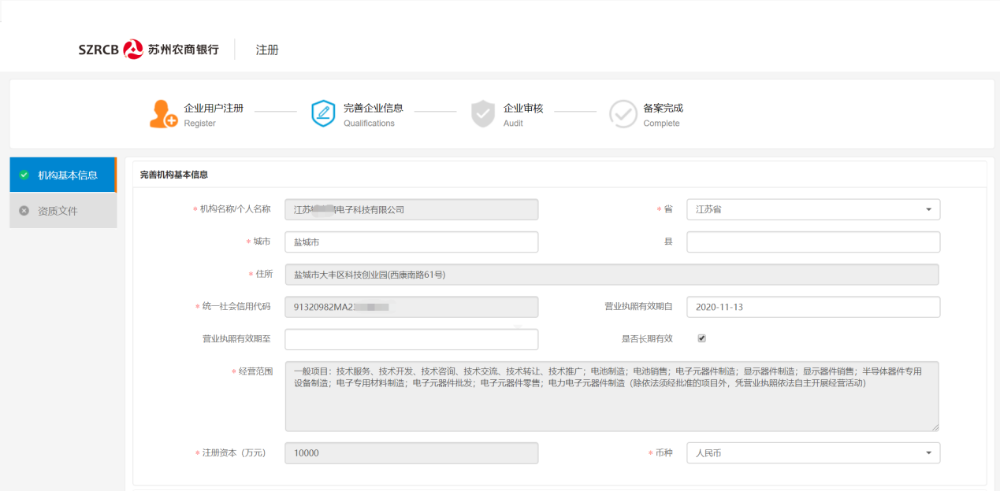 SZRCB 苏州农商银行 注册
企业用户注册 完善企业信息 企业审核 备案完成
Register Qualifications Audit Complete
机构基本信息
资质文件
完善机构基本信息
* 机构名称/个人名称 江苏 电子科技有限公司 * 省 江苏省
* 城市 盐城市 县
* 住所 盐城市大丰区科技创业园(西康南路61号)
* 统一社会信用代码 91320982MA2 营业执照有效期自 2020-11-13
营业执照有效期至 是否长期有效
* 经营范围 一般项目：技术服务、技术开发、技术咨询、技术交流、技术转让、技术推广；电池制造；电池销售；电子元器件制造；显示器件制造；显示器件销售；半导体器件专用
设备制造；电子专用材料制造；电子元器件批发；电子元器件零售；电力电子元器件制造（除依法须经批准的项目外，凭营业执照依法自主开展经营活动）
* 注册资本（万元） 10000 * 币种 人民币